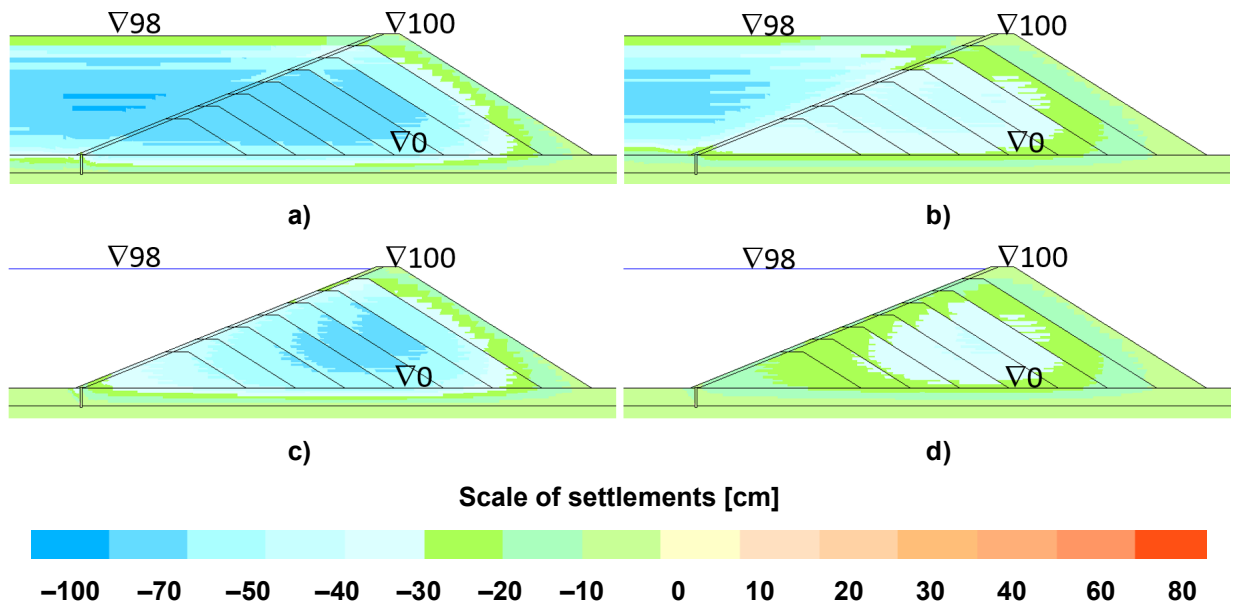 ∇98 ∇100 ∇98 ∇100
∇0 ∇0
a) b)
∇98 ∇100 ∇98 ∇100
∇0 ∇0
c) d)
Scale of settlements [cm]
–100 –70 –50 –40 –30 –20 –10 0 10 20 30 40 60 80